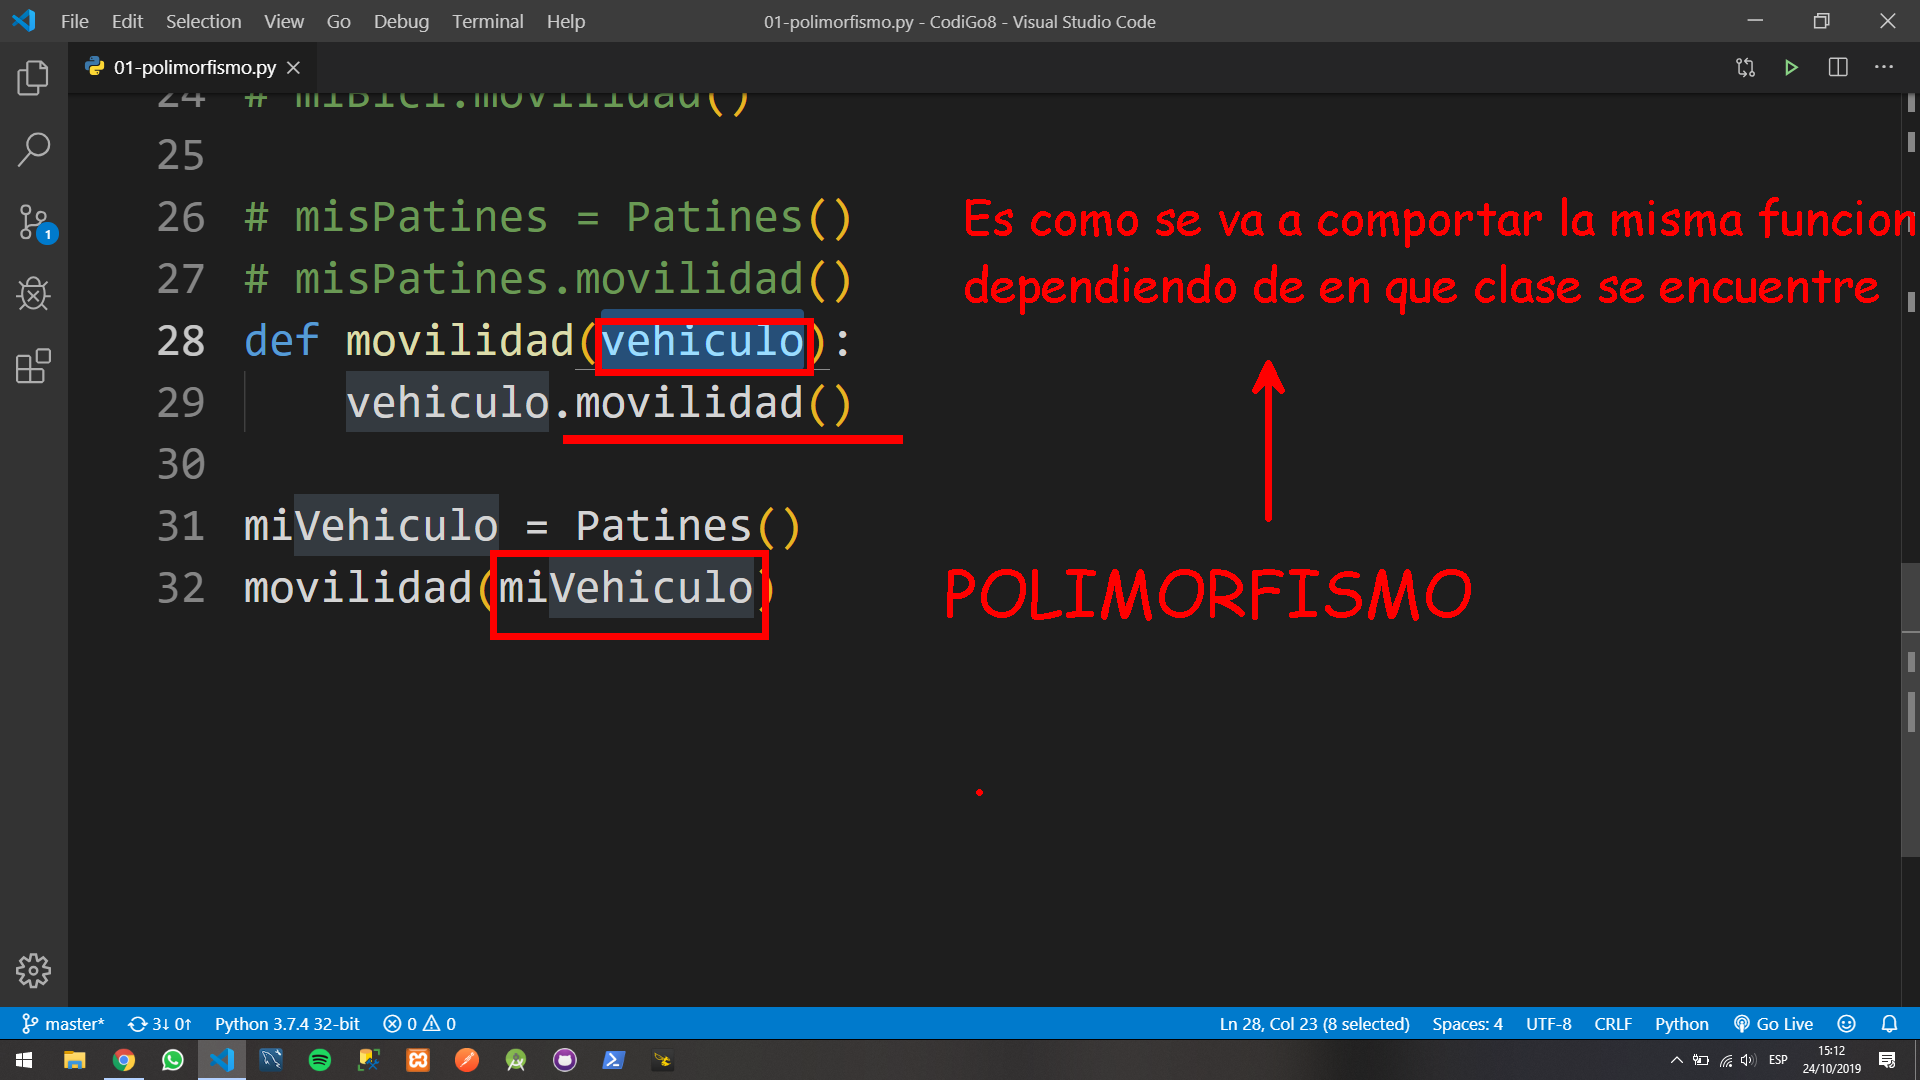 File Edit Selection View Go Debug Terminal Help
01-polimorfismo.py - CodiGo8 - Visual Studio Code
01-polimorfismo.py
24 # miBici.movilidad()
25
26 # misPatines = Patines()
27 # misPatines.movilidad()
28 def movilidad(vehiculo):
29 vehiculo.movilidad()
30
31 miVehiculo = Patines()
32 movilidad(miVehiculo)
Es como se va a comportar la misma funcion
dependiendo de en que clase se encuentre
POLIMORFISMO
1
master* 3↓ 0↑ Python 3.7.4 32-bit 0 0 Ln 28, Col 23 (8 selected) Spaces: 4 UTF-8 CRLF Python Go Live
ESP
15:12
24/10/2019